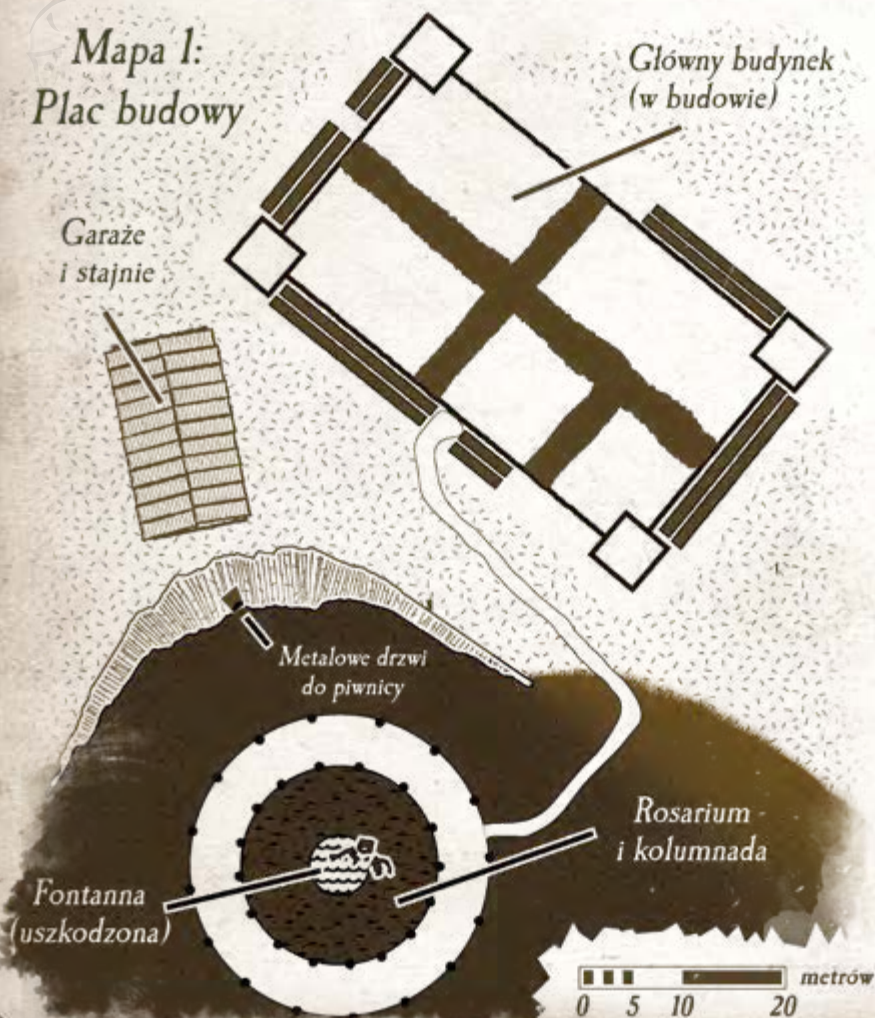 Mapa 1:
Plac budowy
Główny budynek
(w budowie)
Garaże
i stajnie
Metalowe drzwi
do piwnicy
Rosarium
i kolumnada
Fontanna
(uszkodzona)
metrów
0 5 10 20